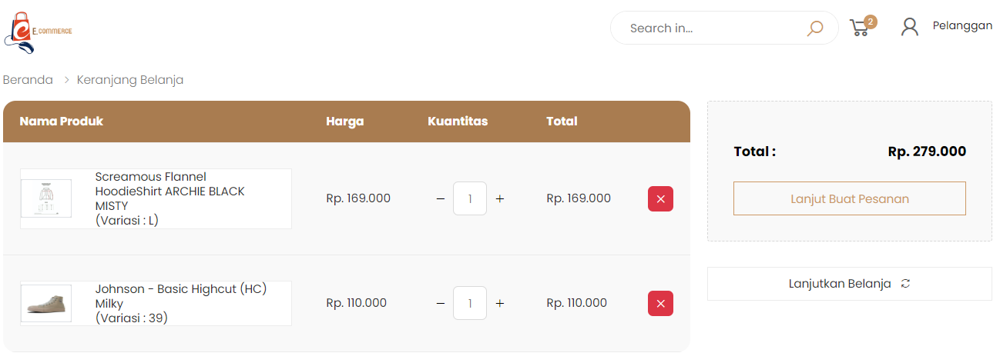 E. COMMERCE
Search in...
2
Pelanggan
Beranda > Keranjang Belanja
Nama Produk Harga Kuantitas Total
Screamous Flannel
HoodieShirt ARCHIE BLACK
MISTY
(Variasi : L)
Rp. 169.000 − 1 + Rp. 169.000 ×
Johnson - Basic Highcut (HC)
Milky
(Variasi : 39)
Rp. 110.000 − 1 + Rp. 110.000 ×
Total : Rp. 279.000
Lanjut Buat Pesanan
Lanjutkan Belanja